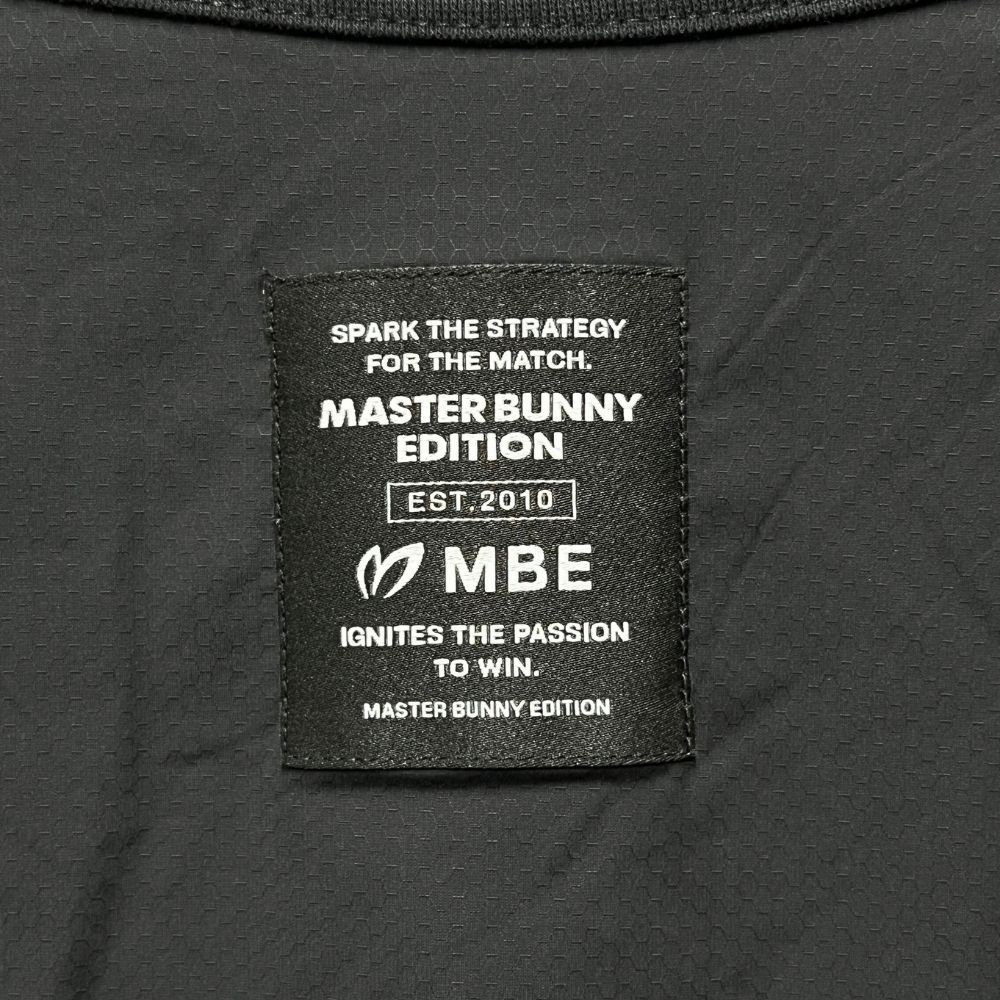 SPARK THE STRATEGY
FOR THE MATCH.
MASTER BUNNY
EDITION
EST.2010
MBE
IGNITES THE PASSION
TO WIN.
MASTER BUNNY EDITION